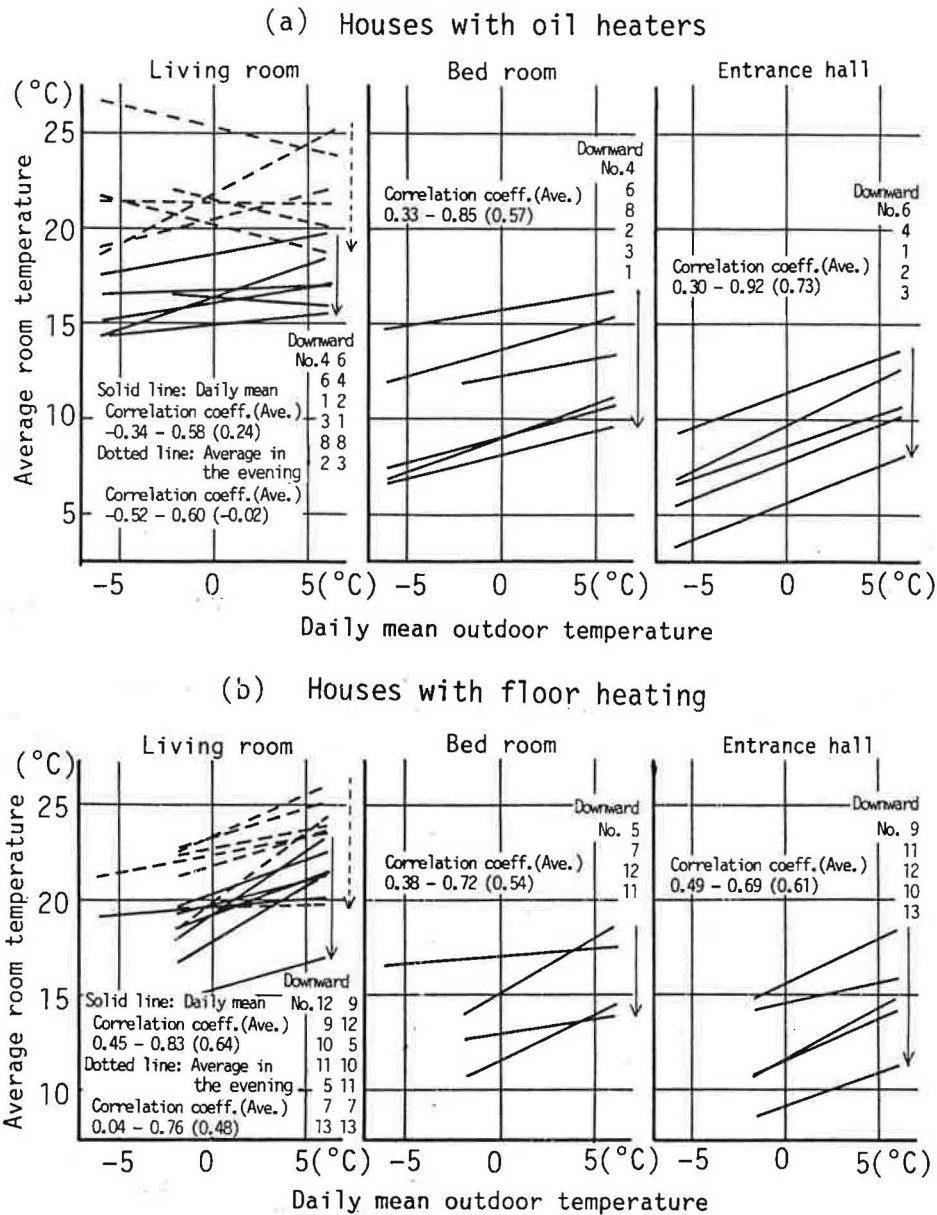 (a) Houses with oil heaters
Living room
Bed room
Entrance hall
(°C)
25
20
15
10
5
Average room temperature
Downward
No.4 6
6 4
1 2
3 1
8 8
2 3
Solid line: Daily mean
Correlation coeff.(Ave.)
-0.34 - 0.58 (0.24)
Dotted line: Average in
the evening
Correlation coeff.(Ave.)
-0.52 - 0.60 (-0.02)
Downward
No.4
6
8
2
3
1
Correlation coeff.(Ave.)
0.33 - 0.85 (0.57)
Downward
No.6
4
1
2
3
Correlation coeff.(Ave.)
0.30 - 0.92 (0.73)
-5 0 5(°C) -5 0 5(°C) -5 0 5(°C)
Daily mean outdoor temperature
(b) Houses with floor heating
Living room
Bed room
Entrance hall
(°C)
25
20
15
10
Average room temperature
Downward
No.12 9
9 12
10 5
11 10
5 11
7 7
13 13
Solid line: Daily mean
Correlation coeff.(Ave.)
0.45 - 0.83 (0.64)
Dotted line: Average in
the evening
Correlation coeff.(Ave.)
0.04 - 0.76 (0.48)
Downward
No. 5
7
12
11
Correlation coeff.(Ave.)
0.38 - 0.72 (0.54)
Downward
No. 9
11
12
10
13
Correlation coeff.(Ave.)
0.49 - 0.69 (0.61)
-5 0 5(°C) -5 0 5(°C) -5 0 5(°C)
Daily mean outdoor temperature